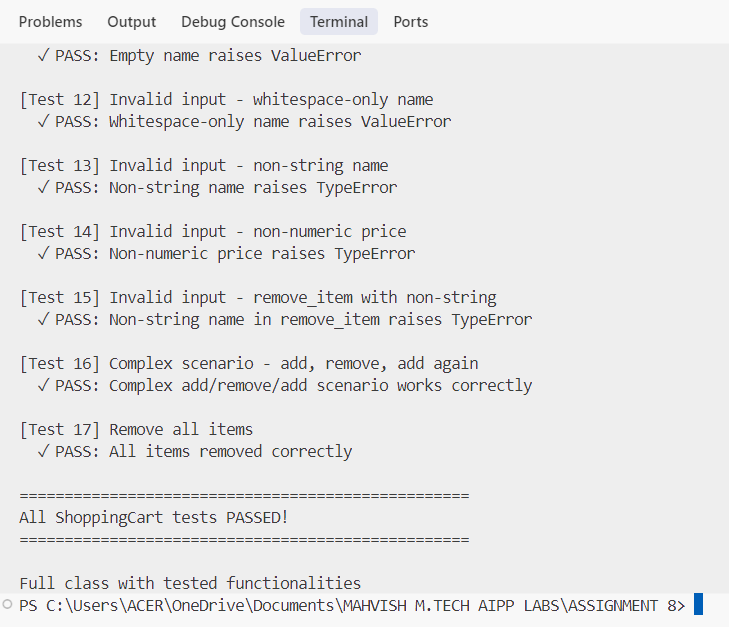 Problems Output Debug Console Terminal Ports
✓ PASS: Empty name raises ValueError
[Test 12] Invalid input - whitespace-only name
✓ PASS: Whitespace-only name raises ValueError
[Test 13] Invalid input - non-string name
✓ PASS: Non-string name raises TypeError
[Test 14] Invalid input - non-numeric price
✓ PASS: Non-numeric price raises TypeError
[Test 15] Invalid input - remove_item with non-string
✓ PASS: Non-string name in remove_item raises TypeError
[Test 16] Complex scenario - add, remove, add again
✓ PASS: Complex add/remove/add scenario works correctly
[Test 17] Remove all items
✓ PASS: All items removed correctly
==================================================
All ShoppingCart tests PASSED!
==================================================
Full class with tested functionalities
PS C:\Users\ACER\OneDrive\Documents\MAHVISH M.TECH AIPP LABS\ASSIGNMENT 8>